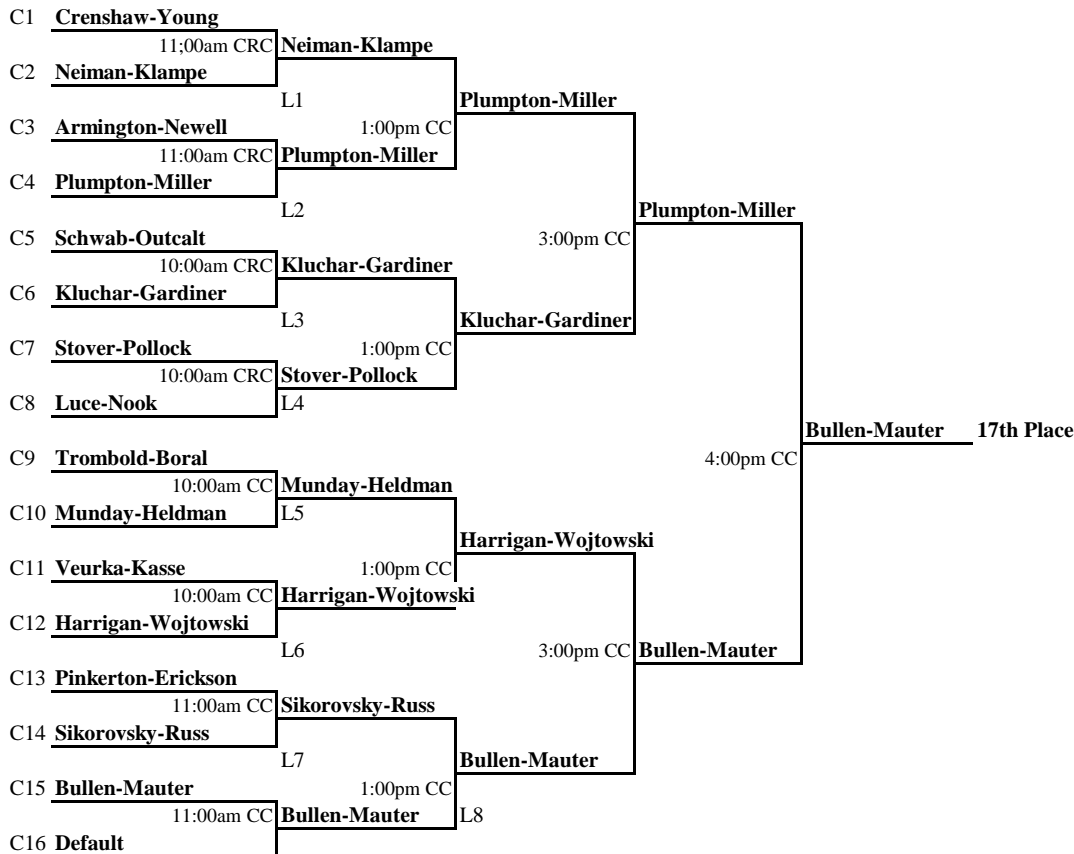 C1 Crenshaw-Young
11;00am CRC Neiman-Klampe
C2 Neiman-Klampe
L1 Plumpton-Miller
C3 Armington-Newell 1:00pm CC
11:00am CRC Plumpton-Miller
C4 Plumpton-Miller
L2 Plumpton-Miller
C5 Schwab-Outcalt 3:00pm CC
10:00am CRC Kluchar-Gardiner
C6 Kluchar-Gardiner
L3 Kluchar-Gardiner
C7 Stover-Pollock 1:00pm CC
10:00am CRC Stover-Pollock
C8 Luce-Nook L4
Bullen-Mauter 17th Place
C9 Trombold-Boral 4:00pm CC
10:00am CC Munday-Heldman
C10 Munday-Heldman L5
Harrigan-Wojtowski
C11 Veurka-Kasse 1:00pm CC
10:00am CC Harrigan-Wojtowski
C12 Harrigan-Wojtowski
L6 3:00pm CC Bullen-Mauter
C13 Pinkerton-Erickson
11:00am CC Sikorovsky-Russ
C14 Sikorovsky-Russ
L7 Bullen-Mauter
C15 Bullen-Mauter 1:00pm CC
11:00am CC Bullen-Mauter L8
C16 Default